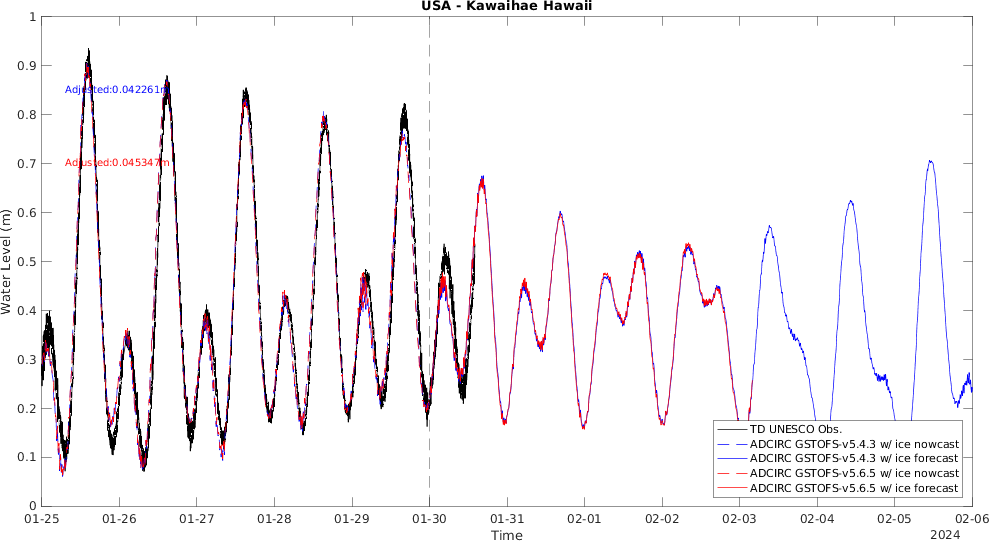 USA - Kawaihae Hawaii
1
0.9
0.8
0.7
0.6
0.5
0.4
0.3
0.2
0.1
0
Water Level (m)
Adjusted:0.042261m
Adjusted:0.045347m
TD UNESCO Obs.
ADCIRC GSTOFS-v5.4.3 w/ ice nowcast
ADCIRC GSTOFS-v5.4.3 w/ ice forecast
ADCIRC GSTOFS-v5.6.5 w/ ice nowcast
ADCIRC GSTOFS-v5.6.5 w/ ice forecast
01-25 01-26 01-27 01-28 01-29 01-30 01-31 02-01 02-02 02-03 02-04 02-05 02-06
Time
2024